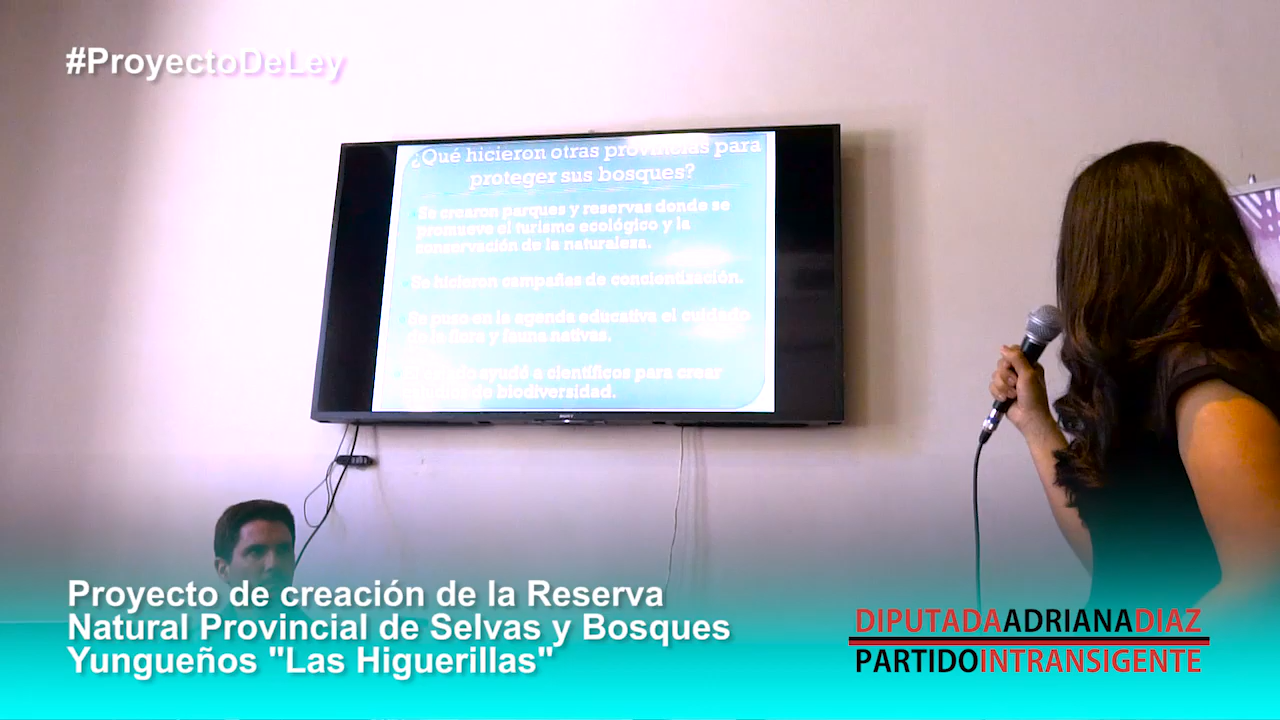 #ProyectoDeLey
¿Qué hicieron otras provincias para
proteger sus bosques?
Se crearon parques y reservas donde se
promueve el turismo ecológico y la
conservación de la naturaleza.
Se hicieron campañas de concientización.
Se puso en la agenda educativa el cuidado
de la flora y fauna nativas.
ayudó a científicos para crear
de biodiversidad.
SONY
Proyecto de creación de la Reserva
Natural Provincial de Selvas y Bosques
Yungueños "Las Higuerillas"
DIPUTADAADRIANADIAZ
PARTIDOINTRANSIGENTE